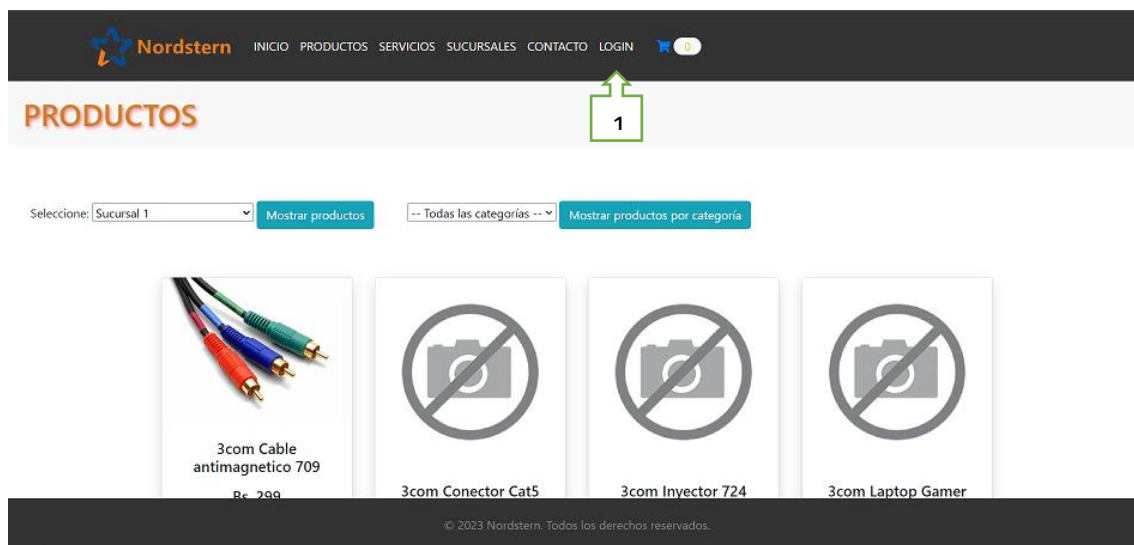 Nordstern INICIO PRODUCTOS SERVICIOS SUCURSALES CONTACTO LOGIN 0
1
PRODUCTOS
Seleccione: Sucursal 1 Mostrar productos -- Todas las categorías -- Mostrar productos por categoría
3com Cable
antimagnetico 709
Bs. 299
3com Conector Cat5
3com Inyector 724
3com Laptop Gamer
© 2023 Nordstern. Todos los derechos reservados.